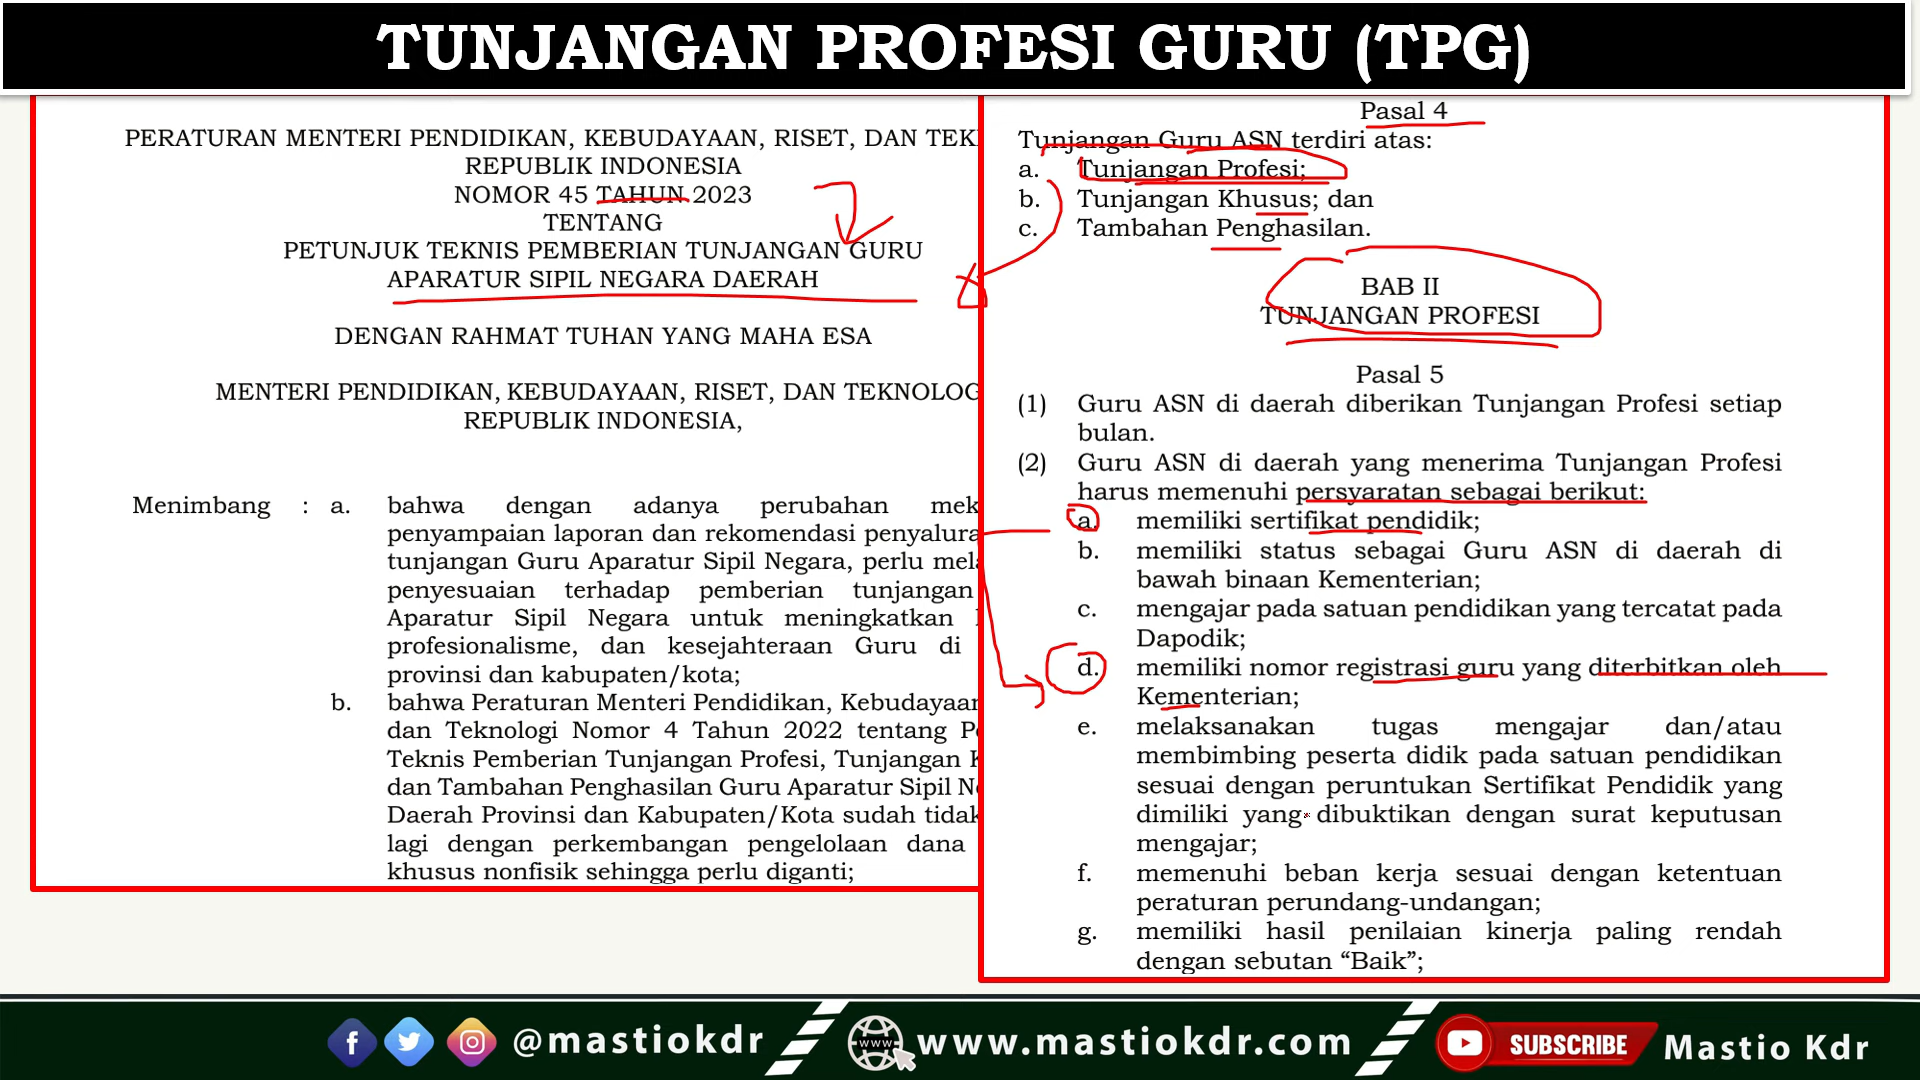 TUNJANGAN PROFESI GURU (TPG)
PERATURAN MENTERI PENDIDIKAN, KEBUDAYAAN, RISET, DAN TEK
REPUBLIK INDONESIA
NOMOR 45 TAHUN 2023
TENTANG
PETUNJUK TEKNIS PEMBERIAN TUNJANGAN GURU
APARATUR SIPIL NEGARA DAERAH
DENGAN RAHMAT TUHAN YANG MAHA ESA
MENTERI PENDIDIKAN, KEBUDAYAAN, RISET, DAN TEKNOLOG
REPUBLIK INDONESIA,
Menimbang : a. bahwa dengan adanya perubahan mek
penyampaian laporan dan rekomendasi penyalura
tunjangan Guru Aparatur Sipil Negara, perlu mela
penyesuaian terhadap pemberian tunjangan
Aparatur Sipil Negara untuk meningkatkan
profesionalisme, dan kesejahteraan Guru di
provinsi dan kabupaten/kota;
b. bahwa Peraturan Menteri Pendidikan, Kebudayaan
dan Teknologi Nomor 4 Tahun 2022 tentang Pe
Teknis Pemberian Tunjangan Profesi, Tunjangan K
dan Tambahan Penghasilan Guru Aparatur Sipil Ne
Daerah Provinsi dan Kabupaten/Kota sudah tidak
lagi dengan perkembangan pengelolaan dana
khusus nonfisik sehingga perlu diganti;
Pasal 4
Tunjangan Guru ASN terdiri atas:
a. Tunjangan Profesi;
b. Tunjangan Khusus; dan
c. Tambahan Penghasilan.
BAB II
TUNJANGAN PROFESI
Pasal 5
(1) Guru ASN di daerah diberikan Tunjangan Profesi setiap
bulan.
(2) Guru ASN di daerah yang menerima Tunjangan Profesi
harus memenuhi persyaratan sebagai berikut:
a. memiliki sertifikat pendidik;
b. memiliki status sebagai Guru ASN di daerah di
bawah binaan Kementerian;
c. mengajar pada satuan pendidikan yang tercatat pada
Dapodik;
d. memiliki nomor registrasi guru yang diterbitkan oleh
Kementerian;
e. melaksanakan tugas mengajar dan/atau
membimbing peserta didik pada satuan pendidikan
sesuai dengan peruntukan Sertifikat Pendidik yang
dimiliki yang dibuktikan dengan surat keputusan
mengajar;
f. memenuhi beban kerja sesuai dengan ketentuan
peraturan perundang-undangan;
g. memiliki hasil penilaian kinerja paling rendah
dengan sebutan “Baik”;
@mastiokdr www www.mastiokdr.com SUBSCRIBE Mastio Kdr